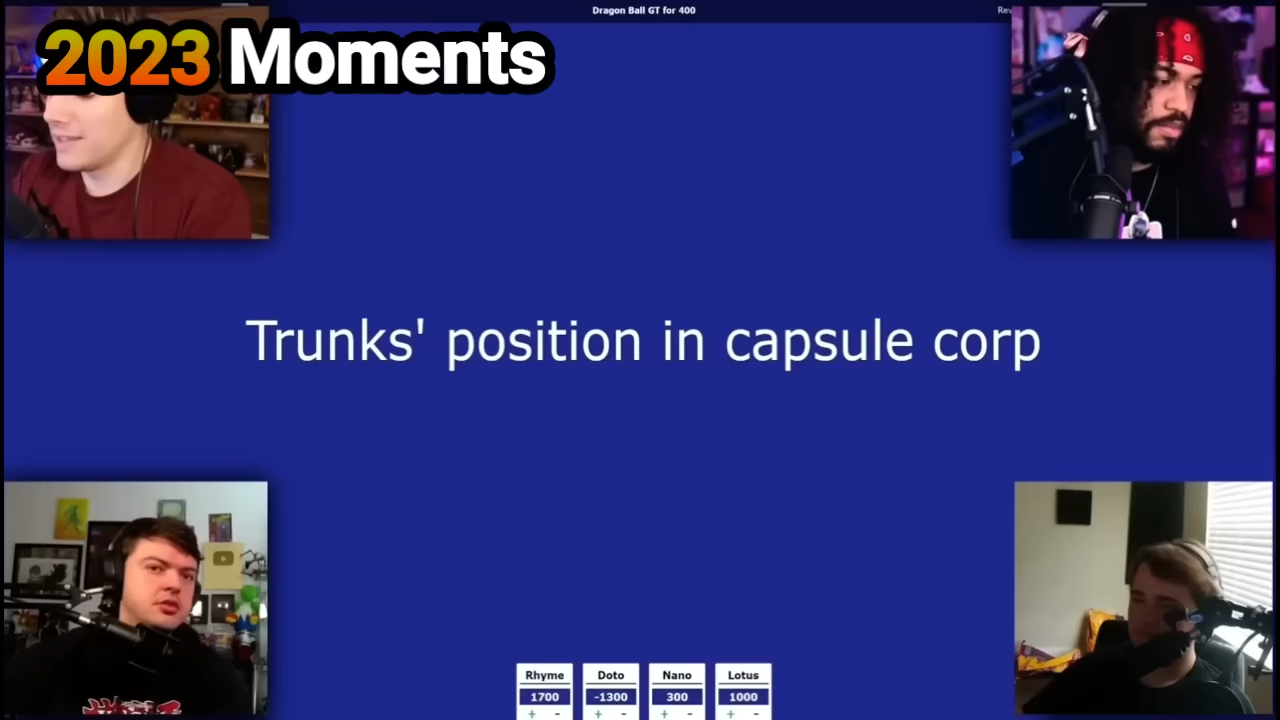 Dragon Ball GT for 400
2023 Moments
Trunks' position in capsule corp
Rhyme Doto Nano Lotus
1700 -1300 300 1000
+ - + - + - + -